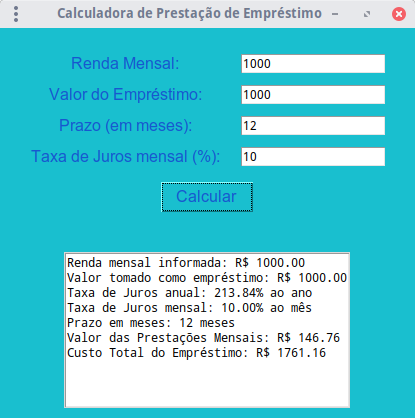 Calculadora de Prestação de Empréstimo
Renda Mensal: 1000
Valor do Empréstimo: 1000
Prazo (em meses): 12
Taxa de Juros mensal (%): 10
Calcular
Renda mensal informada: R$ 1000.00
Valor tomado como empréstimo: R$ 1000.00
Taxa de Juros anual: 213.84% ao ano
Taxa de Juros mensal: 10.00% ao mês
Prazo em meses: 12 meses
Valor das Prestações Mensais: R$ 146.76
Custo Total do Empréstimo: R$ 1761.16